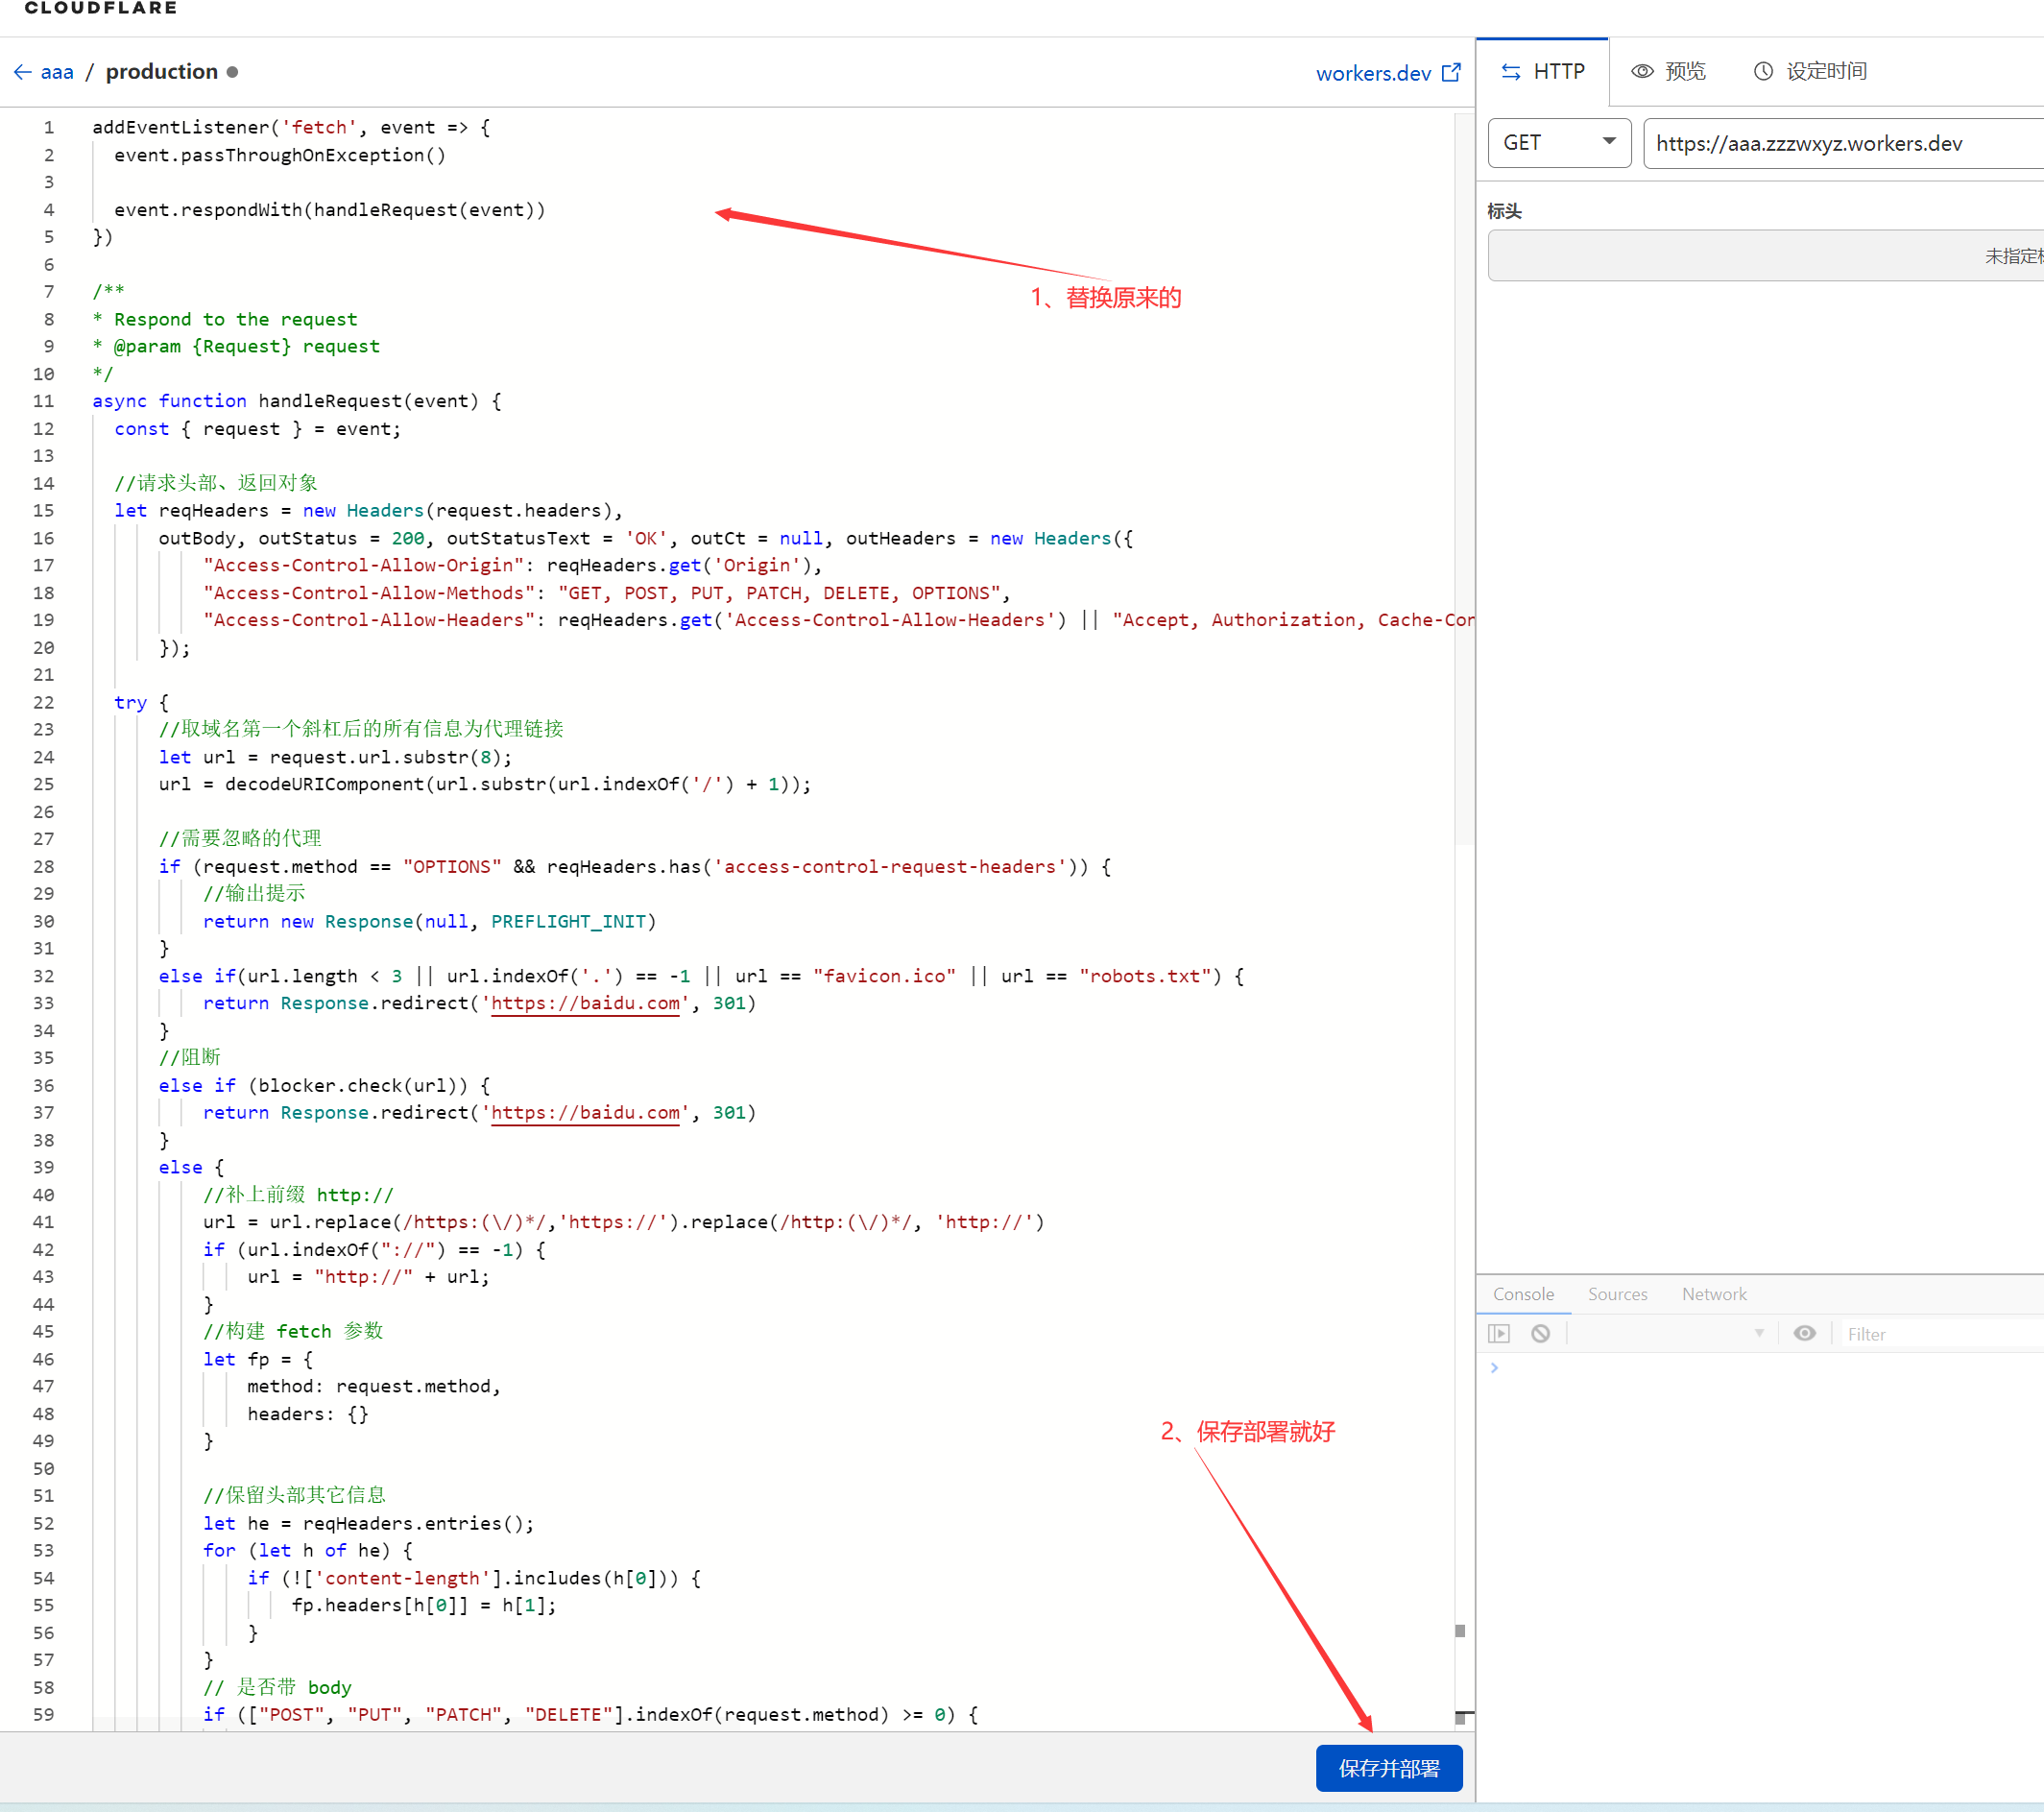 CLOUDFLARE
aaa / production
workers.dev
HTTP
预览
设定时间
GET
https://aaa.zzzwxyz.workers.dev
标头
未指定标
1 addEventListener('fetch', event => {
2 event.passThroughOnException()
3
4 event.respondWith(handleRequest(event))
5 })
6
7 /**
8 * Respond to the request
9 * @param {Request} request
10 */
11 async function handleRequest(event) {
12 const { request } = event;
13
14 //请求头部、返回对象
15 let reqHeaders = new Headers(request.headers),
16 outBody, outStatus = 200, outStatusText = 'OK', outCt = null, outHeaders = new Headers({
17 "Access-Control-Allow-Origin": reqHeaders.get('Origin'),
18 "Access-Control-Allow-Methods": "GET, POST, PUT, PATCH, DELETE, OPTIONS",
19 "Access-Control-Allow-Headers": reqHeaders.get('Access-Control-Allow-Headers') || "Accept, Authorization, Cache-Con
20 });
21
22 try {
23 //取域名第一个斜杠后的所有信息为代理链接
24 let url = request.url.substr(8);
25 url = decodeURIComponent(url.substr(url.indexOf('/') + 1));
26
27 //需要忽略的代理
28 if (request.method == "OPTIONS" && reqHeaders.has('access-control-request-headers')) {
29 //输出提示
30 return new Response(null, PREFLIGHT_INIT)
31 }
32 else if(url.length < 3 || url.indexOf('.') == -1 || url == "favicon.ico" || url == "robots.txt") {
33 return Response.redirect('https://baidu.com', 301)
34 }
35 //阻断
36 else if (blocker.check(url)) {
37 return Response.redirect('https://baidu.com', 301)
38 }
39 else {
40 //补上前缀 http://
41 url = url.replace(/https:(\/)*/,'https://').replace(/http:(\/)*/, 'http://')
42 if (url.indexOf("://") == -1) {
43 url = "http://" + url;
44 }
45 //构建 fetch 参数
46 let fp = {
47 method: request.method,
48 headers: {}
49 }
50
51 //保留头部其它信息
52 let he = reqHeaders.entries();
53 for (let h of he) {
54 if (!['content-length'].includes(h[0])) {
55 fp.headers[h[0]] = h[1];
56 }
57 }
58 // 是否带 body
59 if (["POST", "PUT", "PATCH", "DELETE"].indexOf(request.method) >= 0) {
1、替换原来的
2、保存部署就好
保存并部署
Console
Sources
Network
Filter